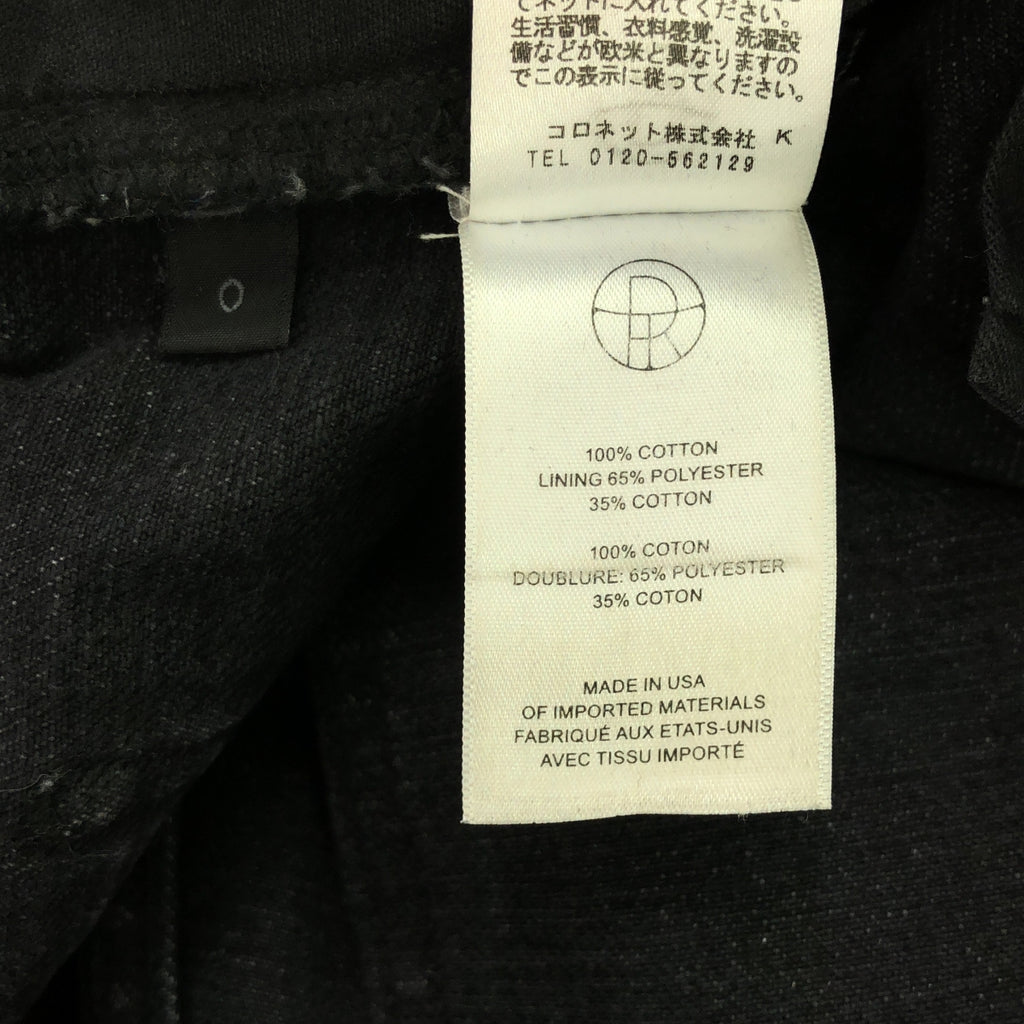 てネットに入れてください。
生活習慣、衣料感覚、洗濯設
備などが欧米と異なりますの
でこの表示に従ってください。
コロネット株式会社 K
TEL 0120-562129
0
PR
100% COTTON
LINING 65% POLYESTER
35% COTTON
100% COTON
DOUBLURE: 65% POLYESTER
35% COTON
MADE IN USA
OF IMPORTED MATERIALS
FABRIQUÉ AUX ETATS-UNIS
AVEC TISSU IMPORTÉ